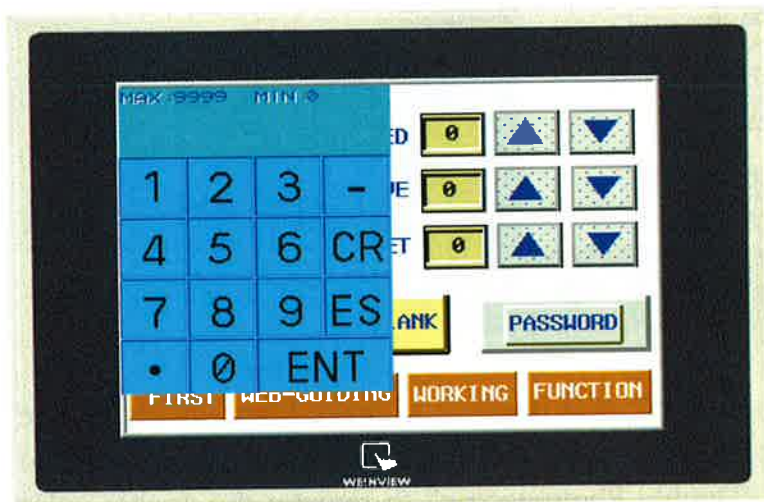 MAX:9999 MIN 0
ED 0
1 2 3 -
UE 0
4 5 6 CR
ET 0
7 8 9 ES
ANK PASSWORD
. 0 ENT
FIRST WEB-GUIDING WORKING FUNCTION
WEINVIEW